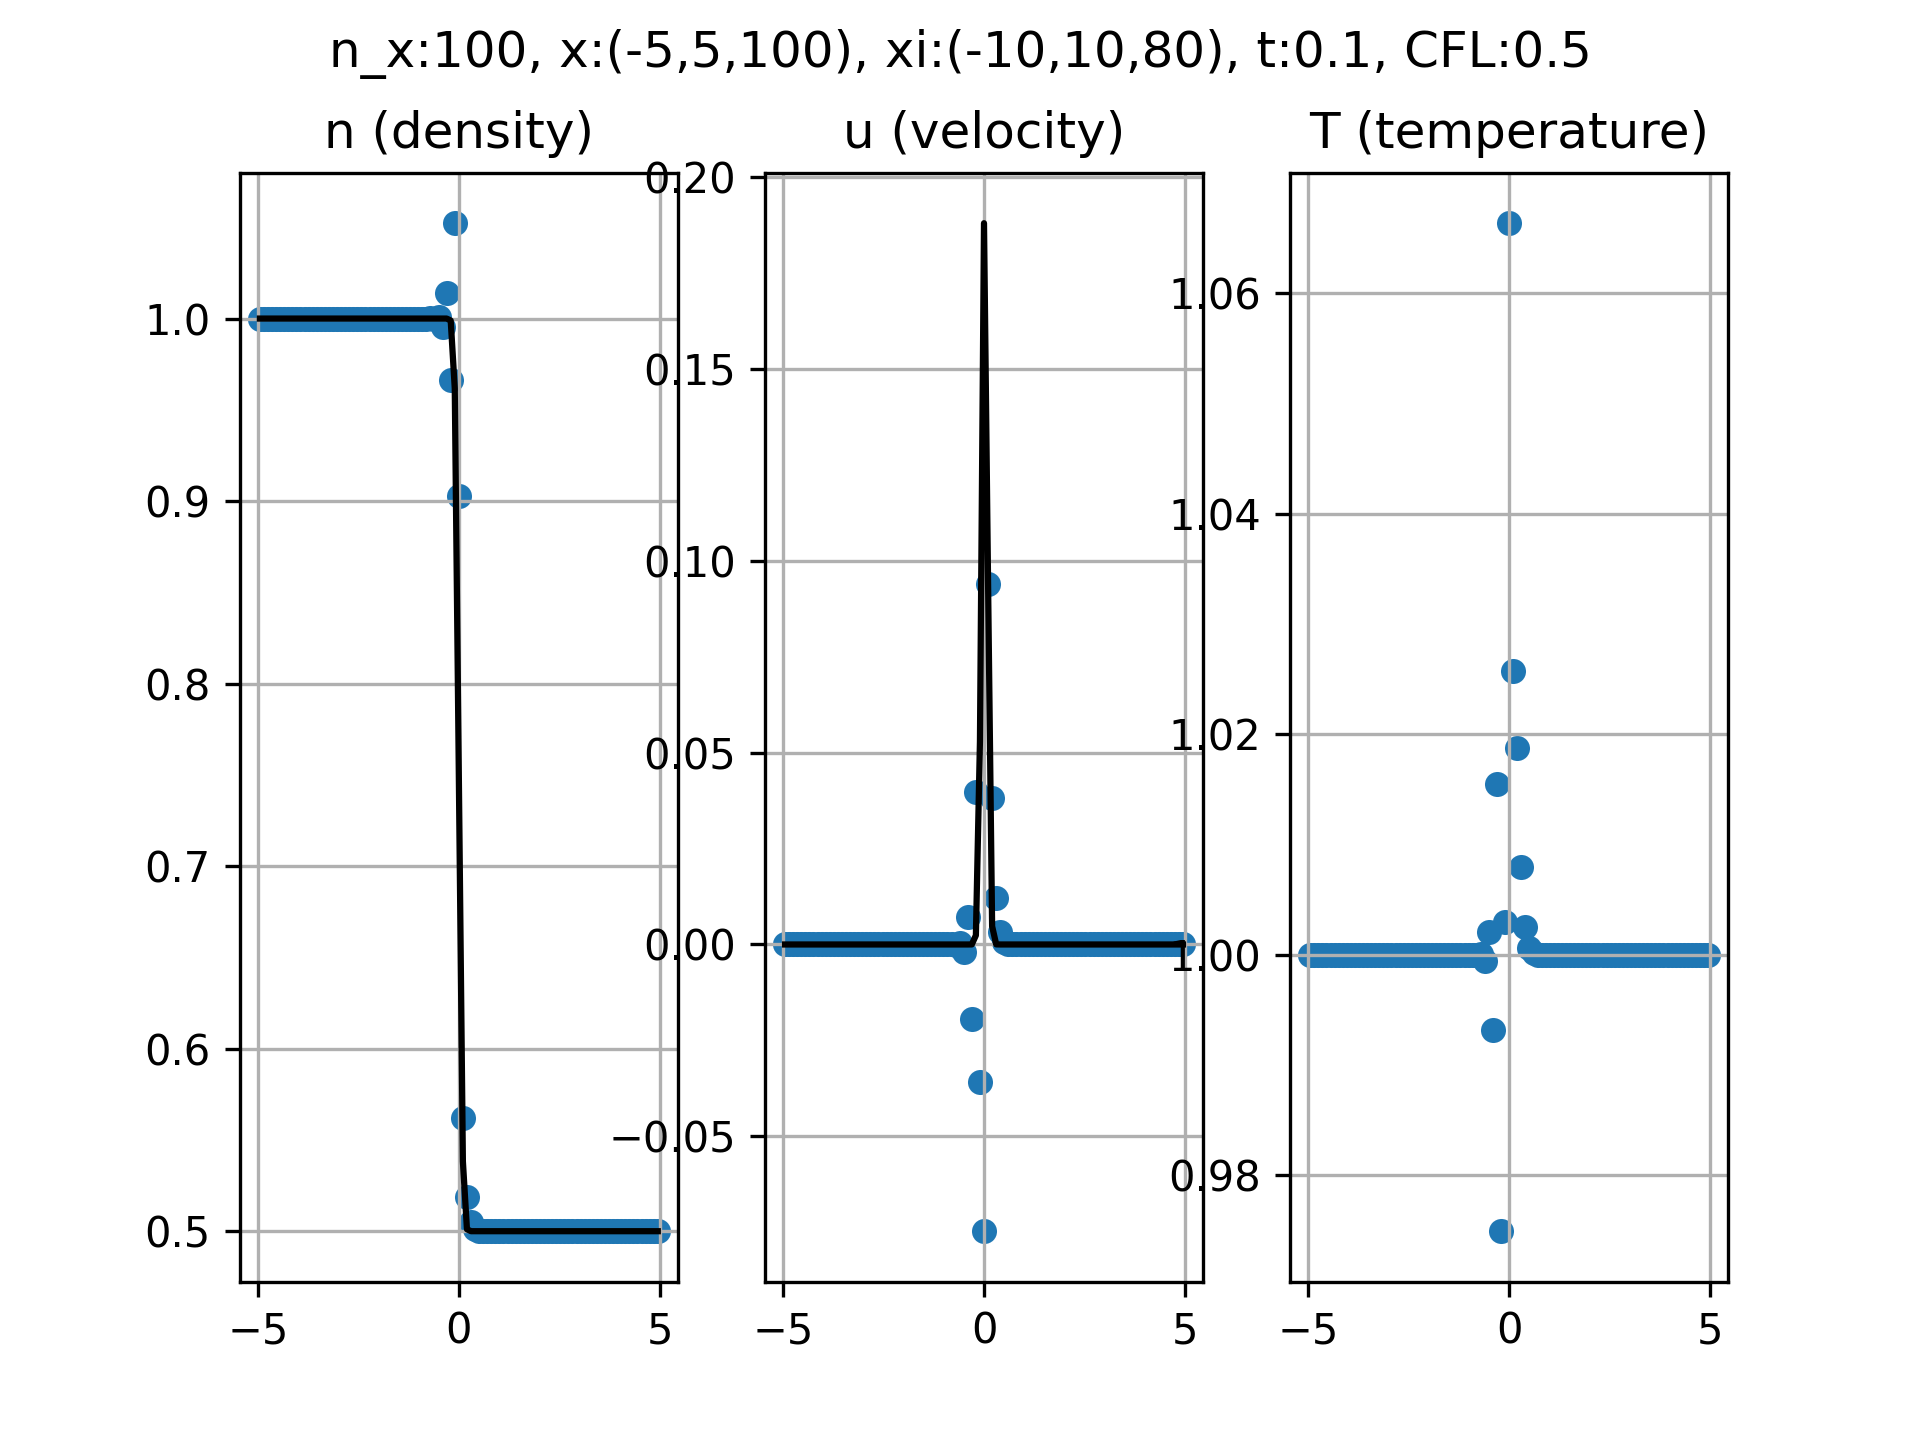 n_x:100, x:(-5,5,100), xi:(-10,10,80), t:0.1, CFL:0.5
n (density)
1.0
0.9
0.8
0.7
0.6
0.5
−5 0 5
u (velocity)
0.20
0.15
0.10
0.05
0.00
−0.05
−5 0 5
T (temperature)
1.06
1.04
1.02
1.00
0.98
−5 0 5